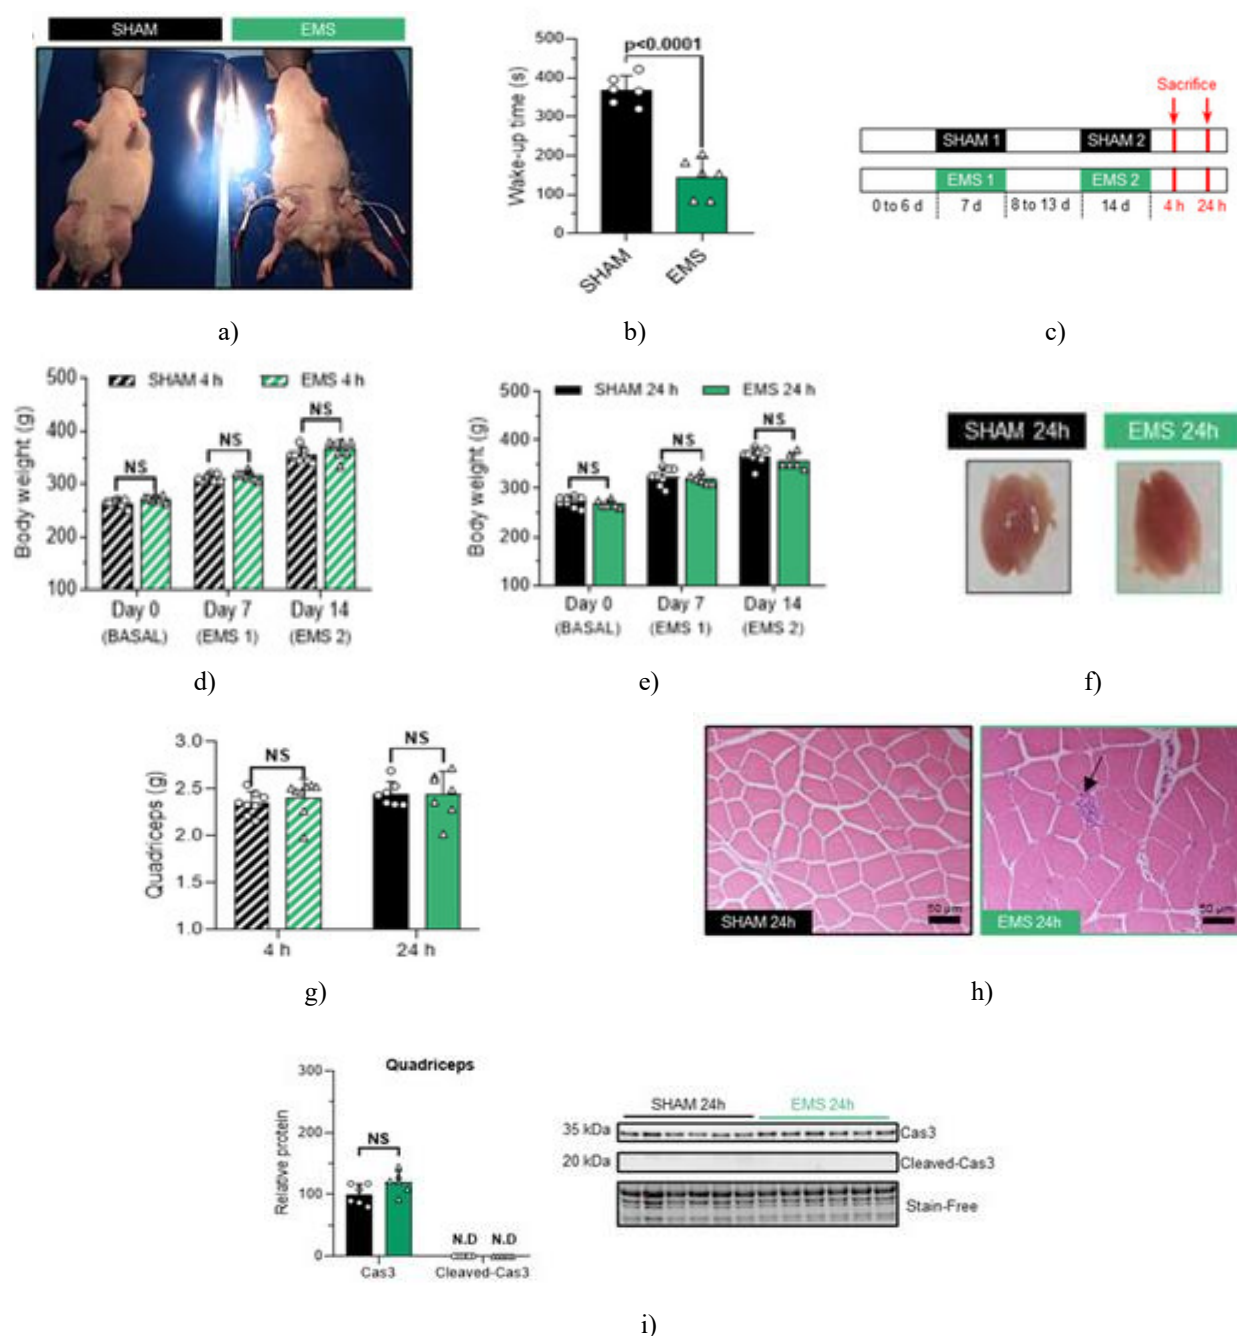 SHAM EMS
a)
Wake-up time (s)
500
400
300
200
100
0
p<0.0001
SHAM EMS
b)
Sacrifice
SHAM 1 SHAM 2
EMS 1 EMS 2
0 to 6 d 7 d 8 to 13 d 14 d 4 h 24 h
c)
Body weight (g)
500
400
300
200
100
SHAM 4 h EMS 4 h
NS NS NS
Day 0 Day 7 Day 14
(BASAL) (EMS 1) (EMS 2)
d)
Body weight (g)
500
400
300
200
100
SHAM 24 h EMS 24 h
NS NS NS
Day 0 Day 7 Day 14
(BASAL) (EMS 1) (EMS 2)
e)
SHAM 24h EMS 24h
f)
Quadriceps (g)
3.0
2.5
2.0
1.5
1.0
NS NS
4 h 24 h
g)
SHAM 24h 50 µm
EMS 24h 50 µm
h)
Quadriceps
Relative protein
300
200
100
0
NS
N.D N.D
Cas3 Cleaved-Cas3
SHAM 24h EMS 24h
35 kDa Cas3
20 kDa Cleaved-Cas3
Stain-Free
i)